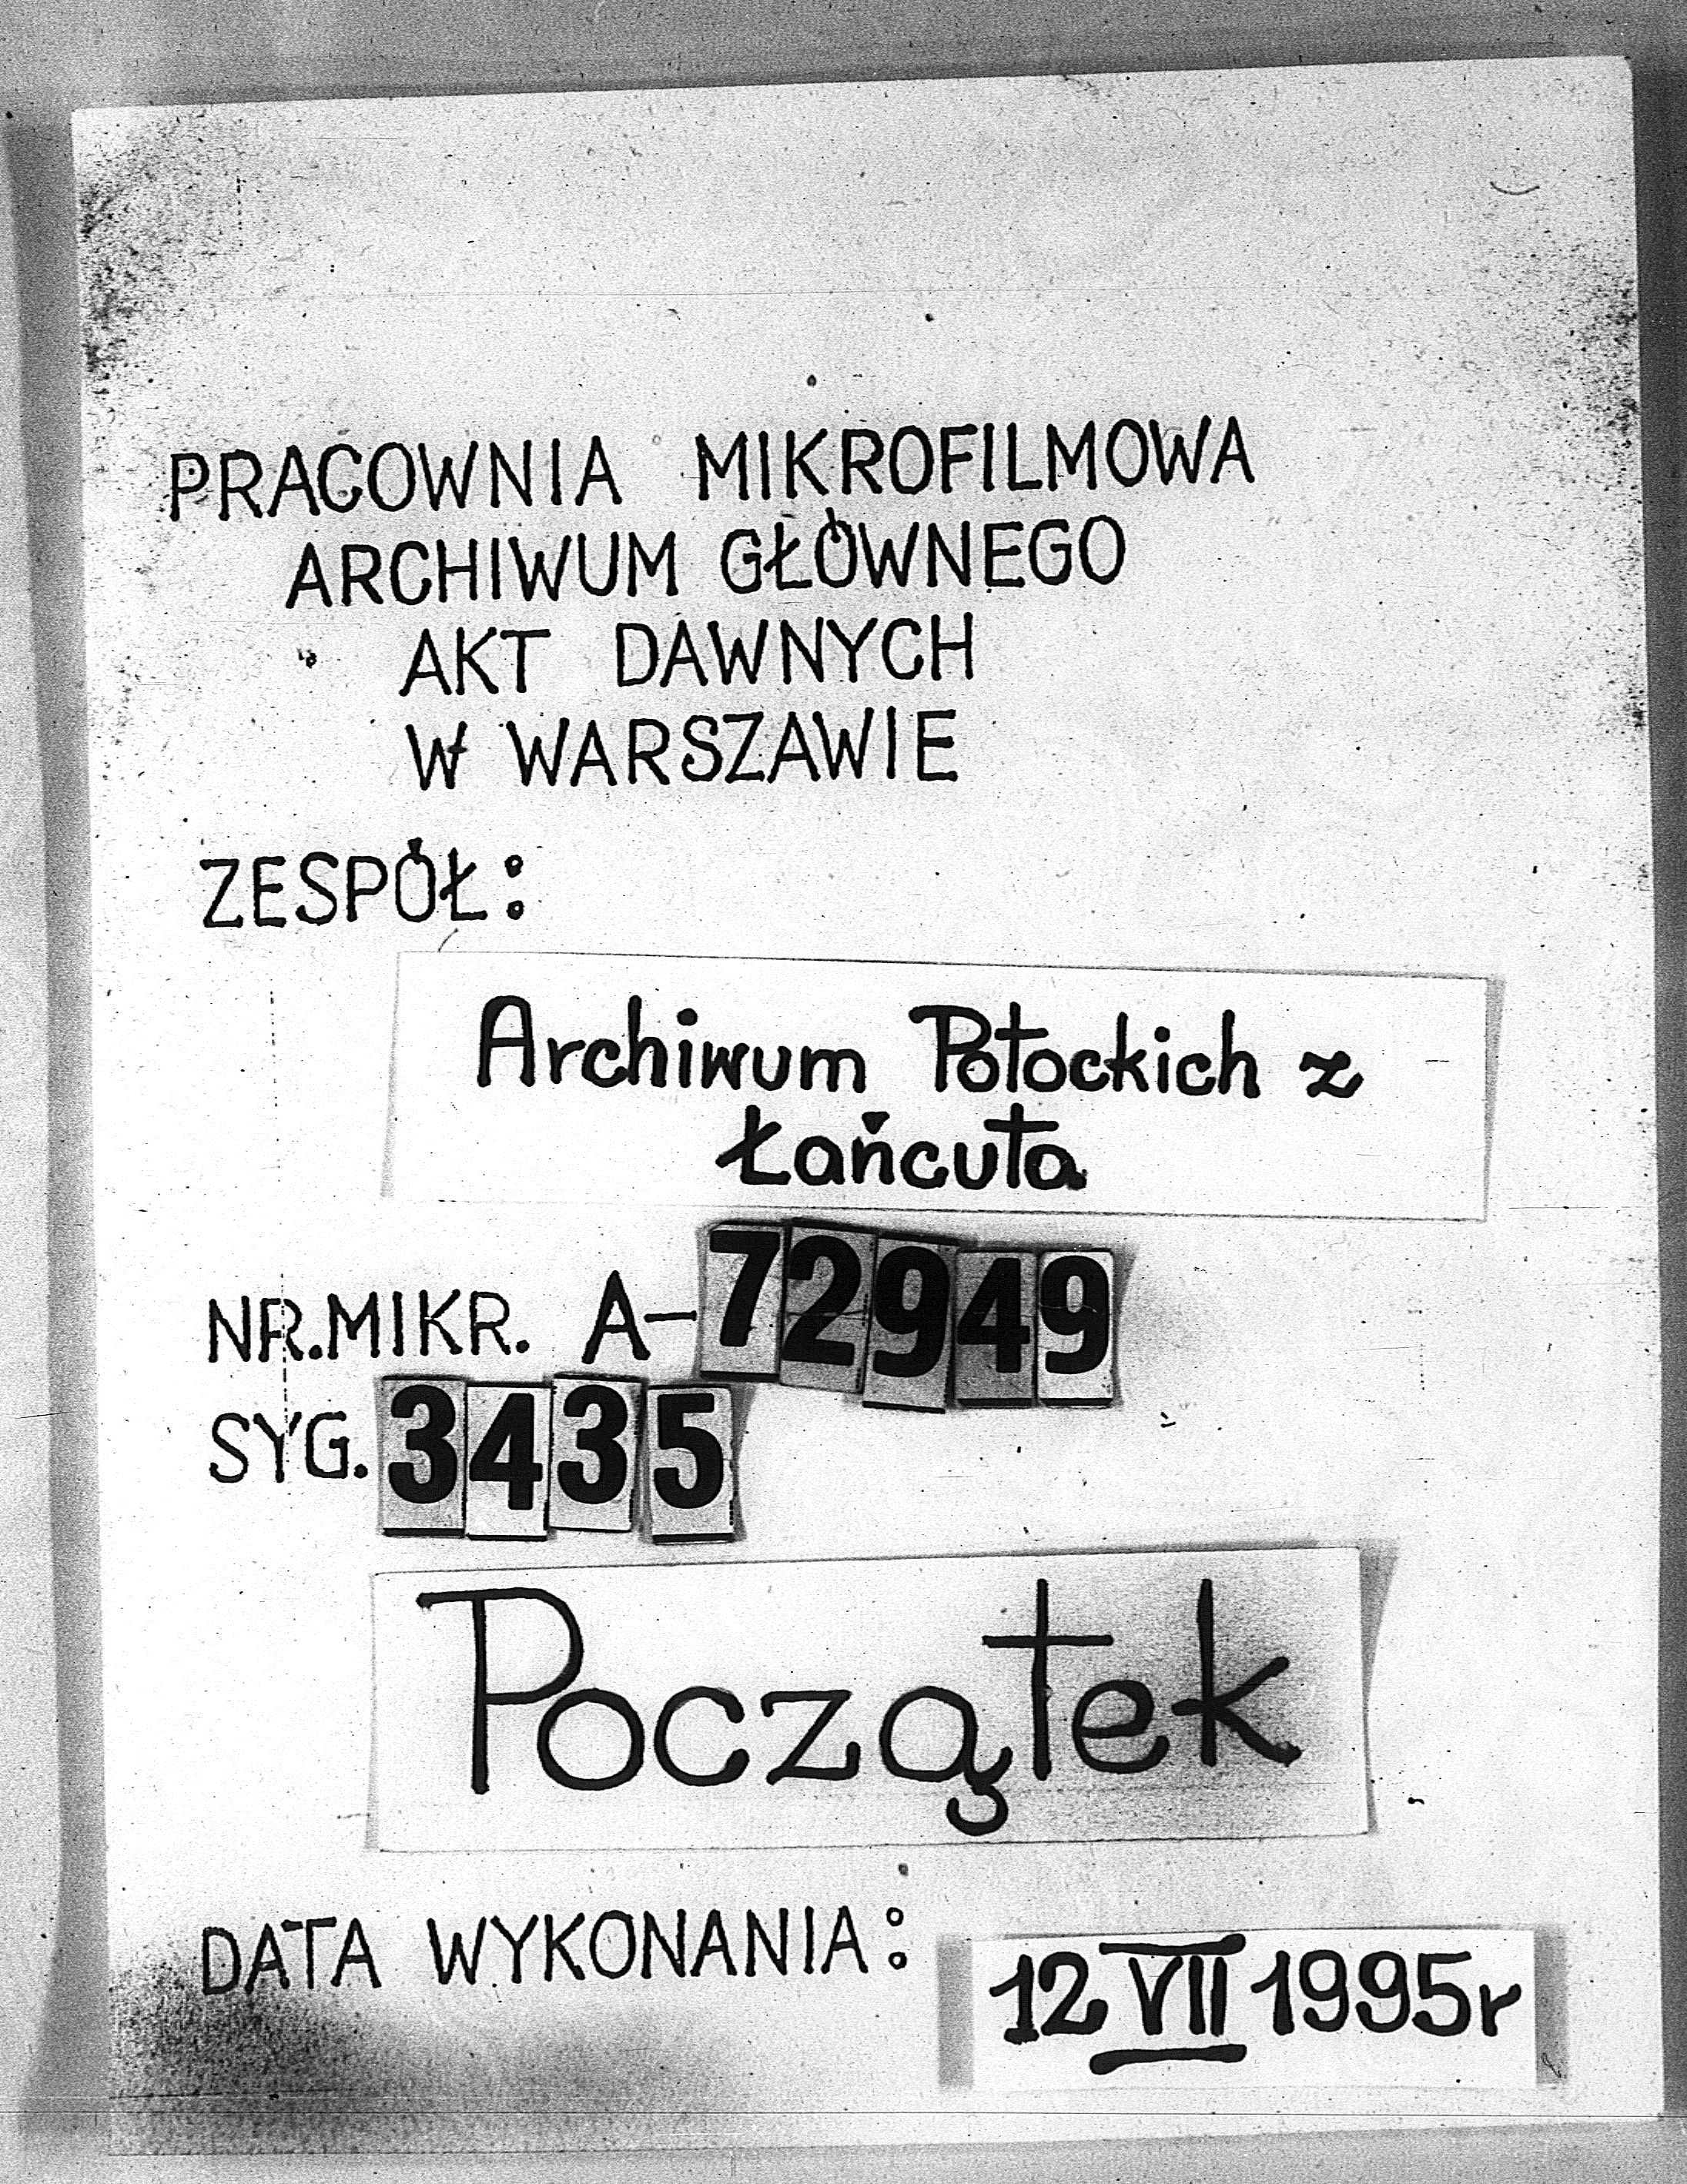 PRACOWNIA MIKROFILMOWA
ARCHIWUM GŁÓWNEGO
AKT DAWNYCH
W WARSZAWIE
ZESPÓŁ:
Archiwum Potockich z
Łańcuta
NR.MIKR. A-72949
SYG. 3435
Początek
DATA WYKONANIA: 12 VII 1995r